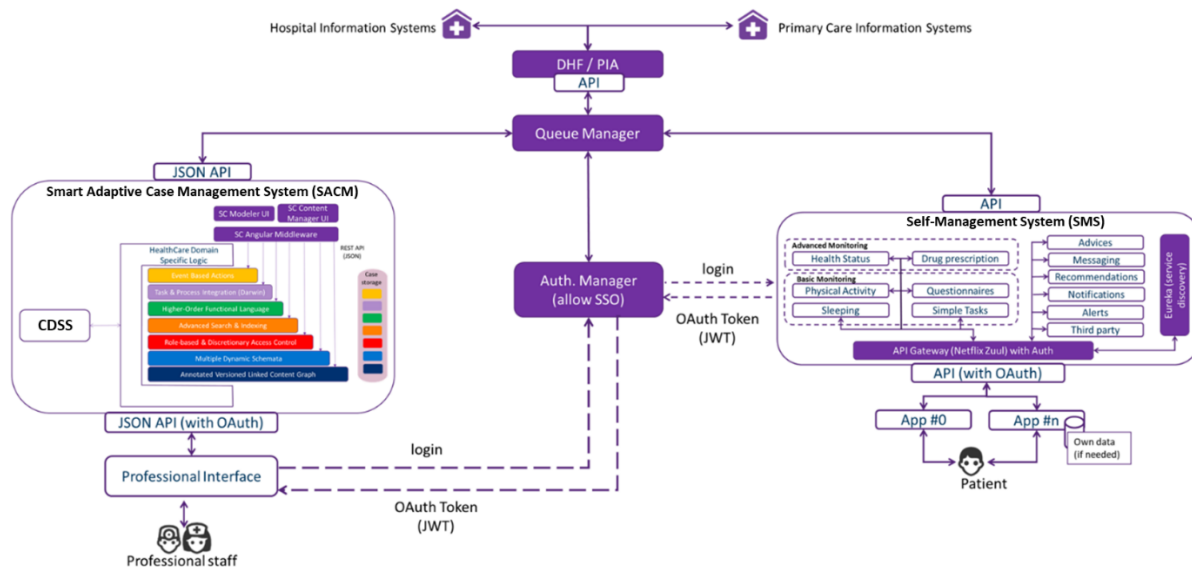 Hospital Information Systems
Primary Care Information Systems
DHF / PIA
API
Queue Manager
JSON API
Smart Adaptive Case Management System (SACM)
SC Modeler UI
SC Content
Manager UI
SC Angular Middleware
REST API
(JSON)
HealthCare Domain
Specific Logic
Case
storage
Event Based Actions
Task & Process Integration (Darwin)
Higher-Order Functional Language
Advanced Search & Indexing
Role-based & Discretionary Access Control
Multiple Dynamic Schemata
Annotated Versioned Linked Content Graph
CDSS
JSON API (with OAuth)
Professional Interface
Professional staff
login
OAuth Token
(JWT)
Auth. Manager
(allow SSO)
login
OAuth Token
(JWT)
API
Self-Management System (SMS)
Advanced Monitoring
Health Status
Drug prescription
Basic Monitoring
Physical Activity
Questionnaires
Sleeping
Simple Tasks
Advices
Messaging
Recommendations
Notifications
Alerts
Third party
Eureka (service
discovery)
API Gateway (Netflix Zuul) with Auth
API (with OAuth)
App #0
App #n
Own data
(if needed)
Patient